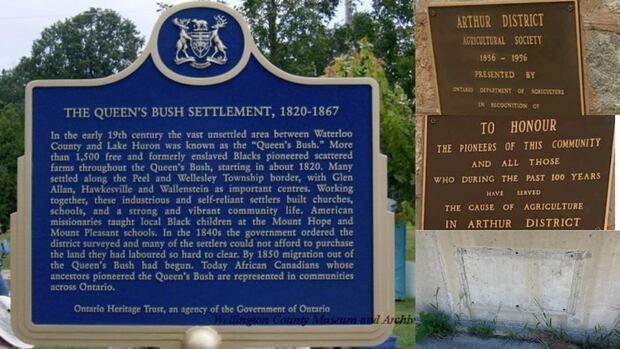 THE QUEEN'S BUSH SETTLEMENT, 1820-1867
In the early 19th century the vast unsettled area between Waterloo
County and Lake Huron was known as the "Queen's Bush." More
than 1,500 free and formerly enslaved Blacks pioneered scattered
farms throughout the Queen's Bush, starting in about 1820. Many
settled along the Peel and Wellesley Township border, with Glen
Allan, Hawkesville and Wallenstein as important centres. Working
together, these industrious and self-reliant settlers built churches,
schools, and a strong and vibrant community life. American
missionaries taught local Black children at the Mount Hope and
Mount Pleasant schools. In the 1840s the government ordered the
district surveyed and many of the settlers could not afford to purchase
the land they had laboured so hard to clear. By 1850 migration out of
the Queen's Bush had begun. Today African Canadians whose
ancestors pioneered the Queen's Bush are represented in communities
across Ontario.
Ontario Heritage Trust, an agency of the Government of Ontario
Wellington County Museum and Archiv
ARTHUR DISTRICT
AGRICULTURAL SOCIETY
1856 - 1956
PRESENTED BY
ONTARIO DEPARTMENT OF AGRICULTURE
IN RECOGNITION OF
TO HONOUR
THE PIONEERS OF THIS COMMUNITY
AND ALL THOSE
WHO DURING THE PAST 100 YEARS
HAVE SERVED
THE CAUSE OF AGRICULTURE
IN ARTHUR DISTRICT